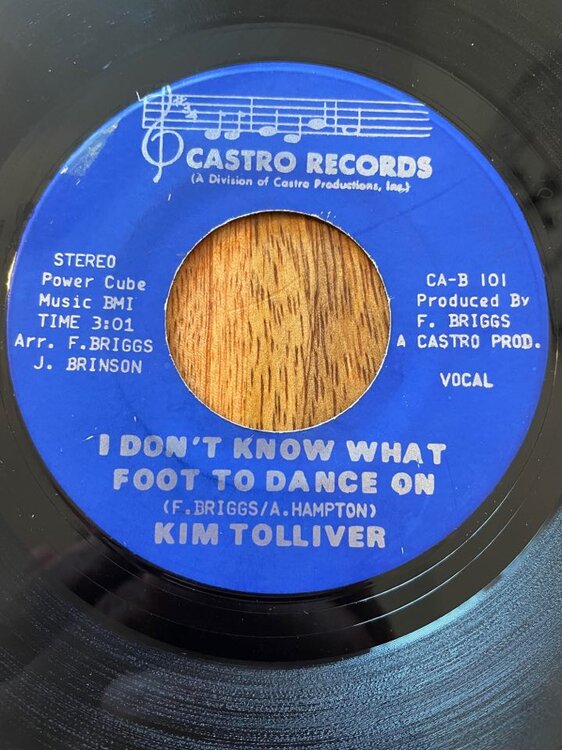 CASTRO RECORDS
(A Division of Castro Productions, Inc.)
STEREO
Power Cube
Music BMI
TIME 3:01
Arr. F.BRIGGS
J. BRINSON
CA-B 101
Produced By
F. BRIGGS
A CASTRO PROD.
VOCAL
I DON'T KNOW WHAT
FOOT TO DANCE ON
(F.BRIGGS/A.HAMPTON)
KIM TOLLIVER